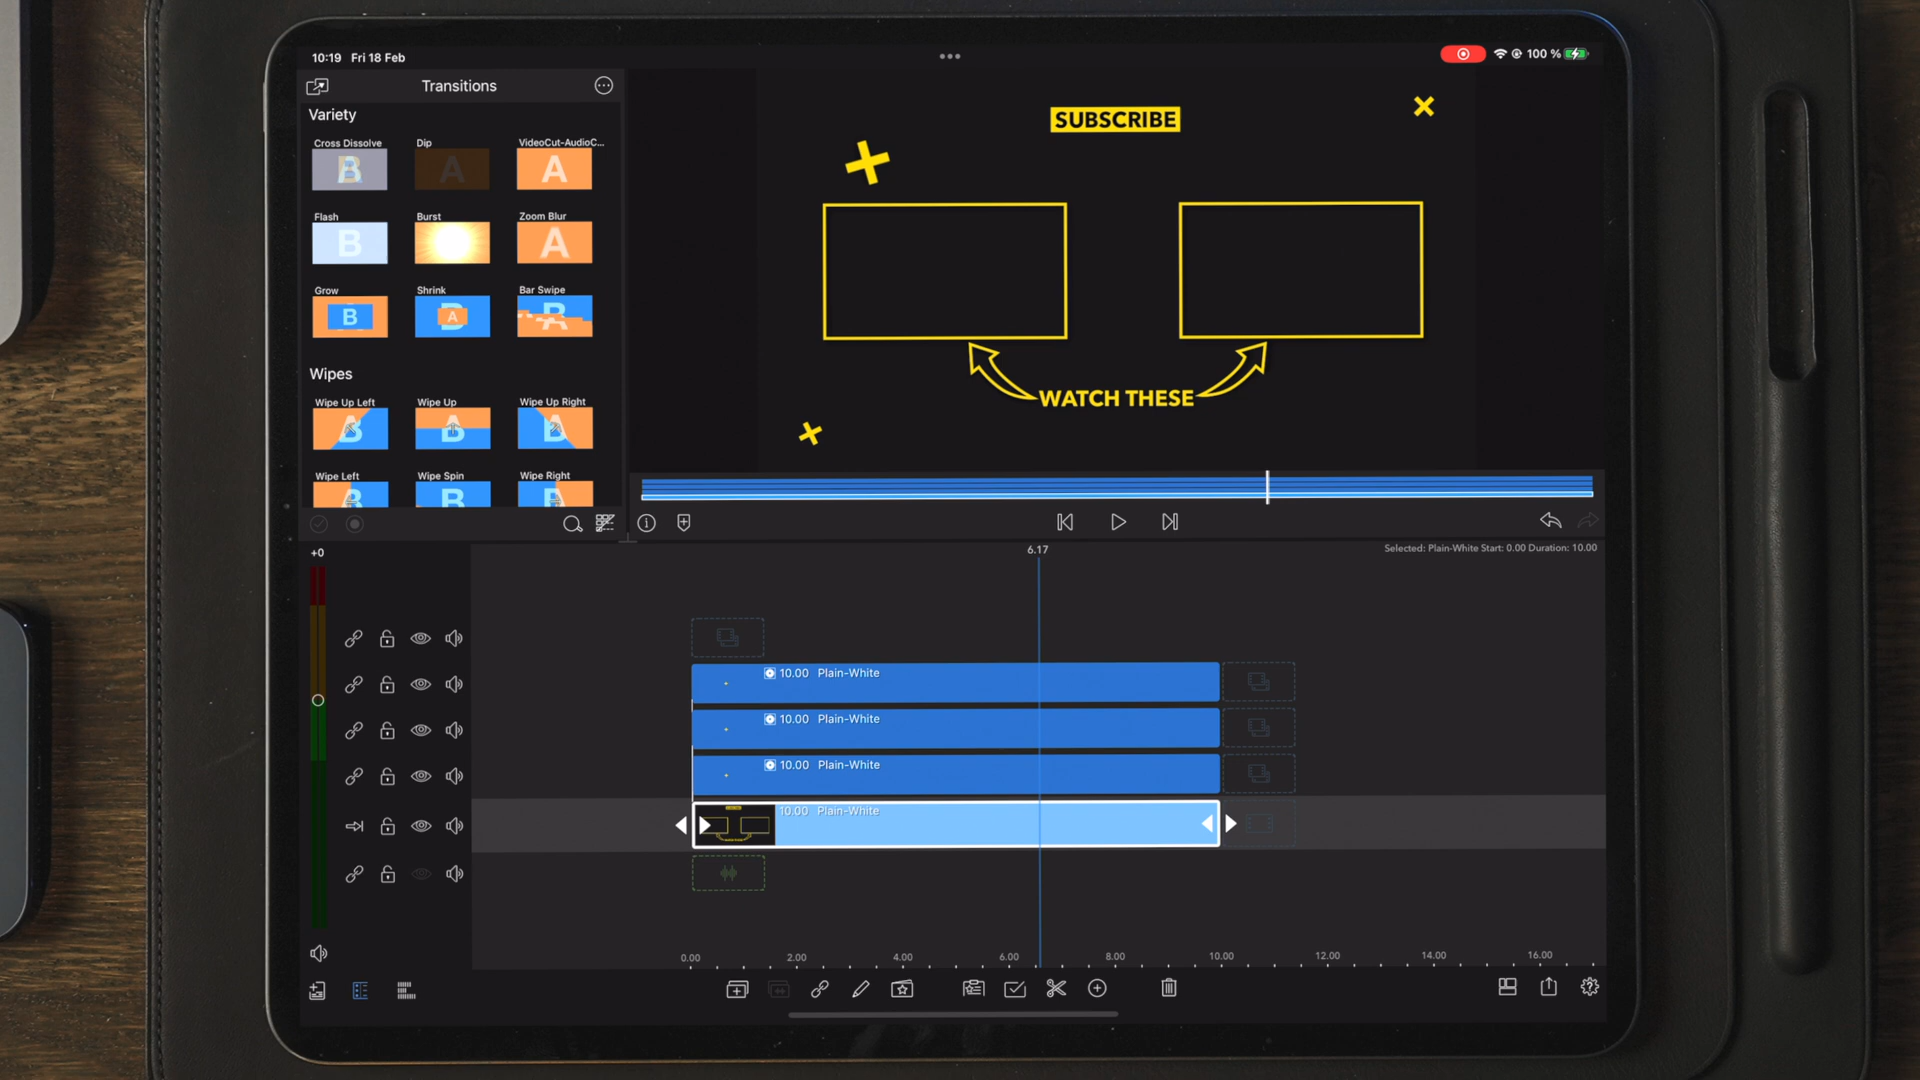 10:19 Fri 18 Feb
100 %
Transitions
Variety
Cross Dissolve
Dip
VideoCut-AudioC...
B
A
A
Flash
Burst
Zoom Blur
B
A
Grow
Shrink
Bar Swipe
B
A
Wipes
Wipe Up Left
Wipe Up
Wipe Up Right
B
B
B
Wipe Left
Wipe Spin
Wipe Right
B
SUBSCRIBE
WATCH THESE
+0
6.17
Selected: Plain-White Start: 0.00 Duration: 10.00
10.00 Plain-White
10.00 Plain-White
10.00 Plain-White
10.00 Plain-White
0.00 2.00 4.00 6.00 8.00 10.00 12.00 14.00 16.00